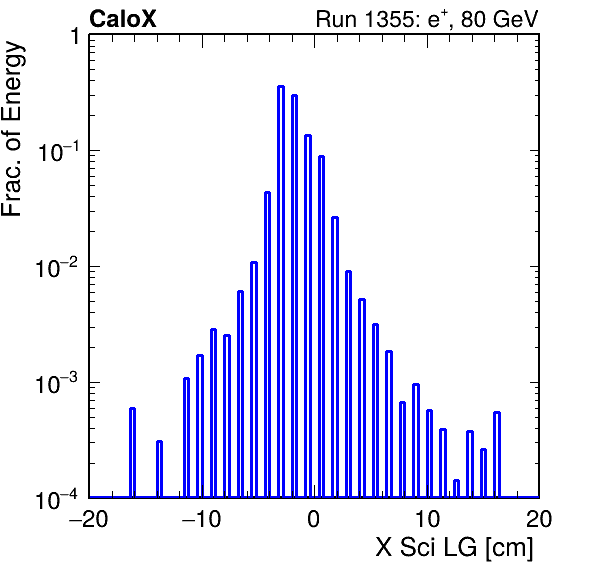 CaloX Run 1355: e⁺, 80 GeV
Frac. of Energy
1
10⁻¹
10⁻²
10⁻³
10⁻⁴
−20 −10 0 10 20
X Sci LG [cm]